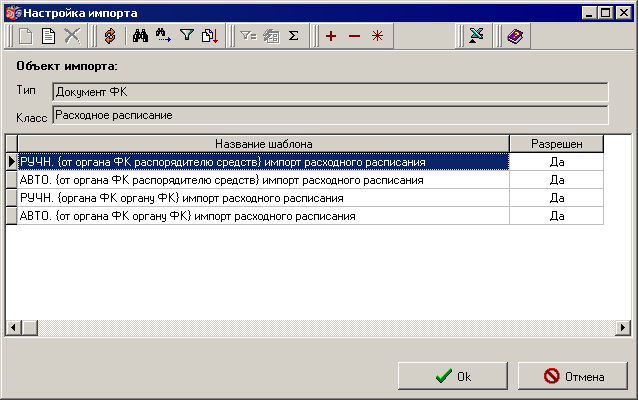 Настройка импорта
Объект импорта:
Тип Документ ФК
Класс Расходное расписание
Название шаблона Разрешен
РУЧН. {от органа ФК распорядителю средств} импорт расходного расписания Да
АВТО. {от органа ФК распорядителю средств} импорт расходного расписания Да
РУЧН. {органа ФК органу ФК} импорт расходного расписания Да
АВТО. {от органа ФК органу ФК} импорт расходного расписания Да
Ok Отмена